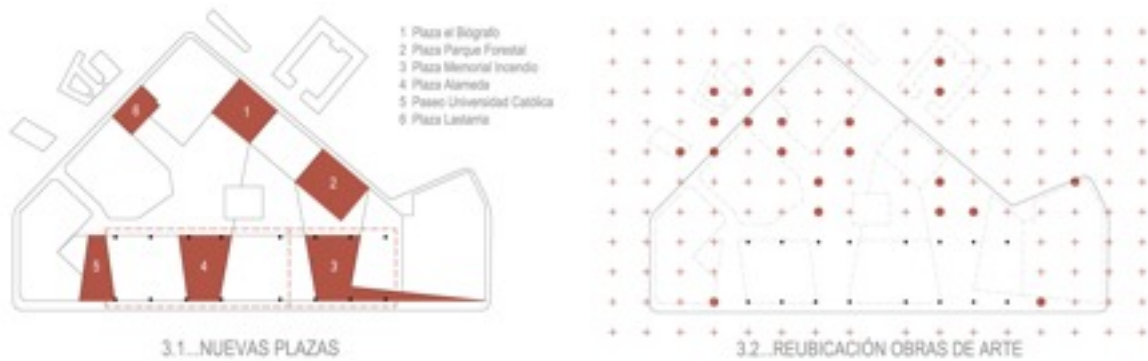 1 Plaza el Biógrafo
2 Plaza Parque Forestal
3 Plaza Memorial Incendio
4 Plaza Alameda
5 Paseo Universidad Católica
6 Plaza Lastarria
6
1
2
5
4
3
3.1...NUEVAS PLAZAS
3.2...REUBICACIÓN OBRAS DE ARTE